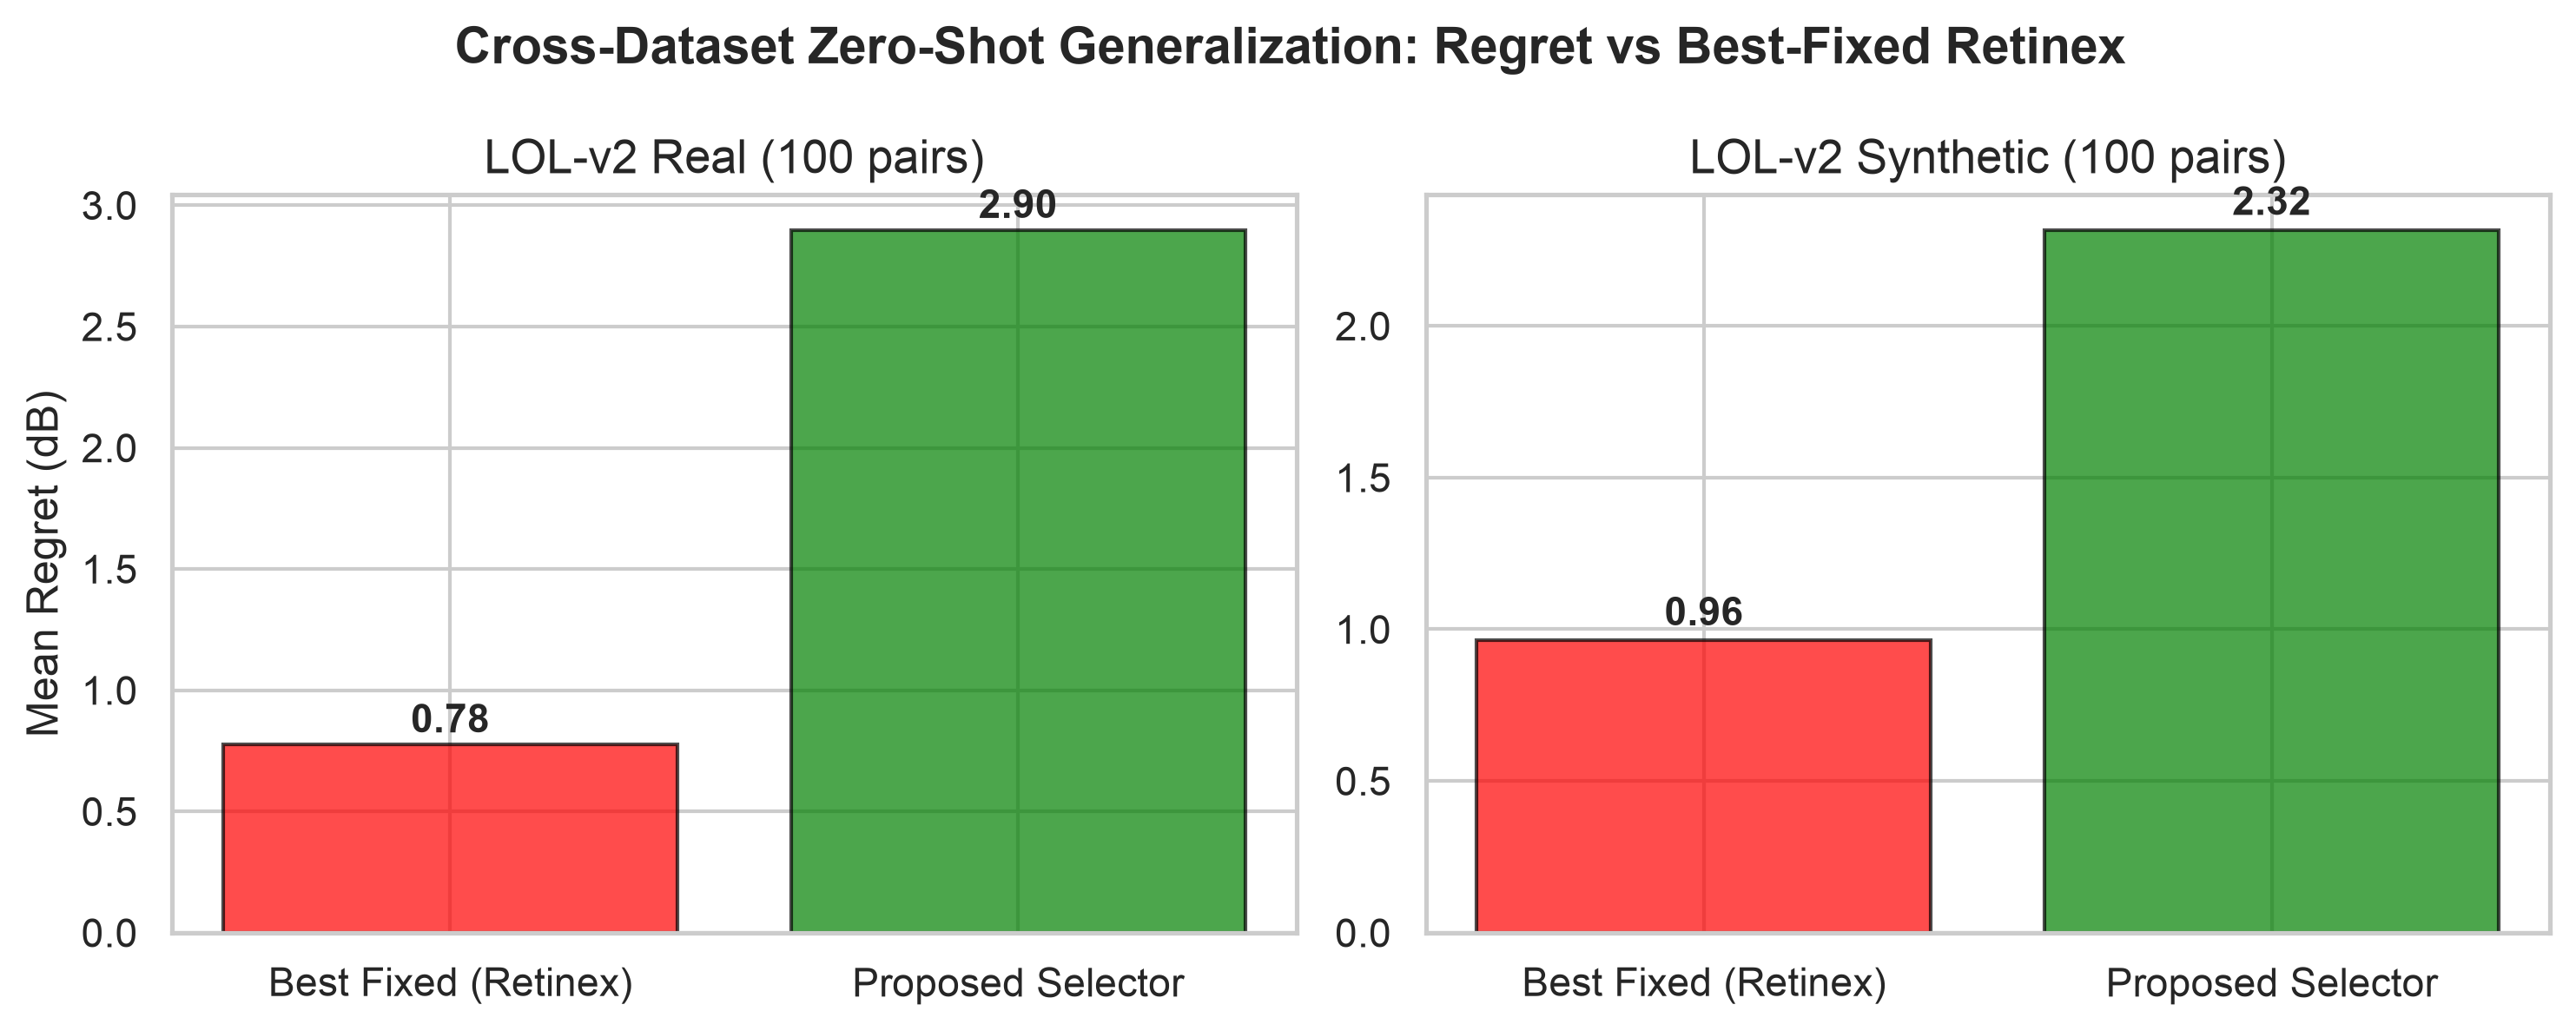 Cross-Dataset Zero-Shot Generalization: Regret vs Best-Fixed Retinex
LOL-v2 Real (100 pairs)
Mean Regret (dB)
3.0
2.5
2.0
1.5
1.0
0.5
0.0
0.78
2.90
Best Fixed (Retinex)
Proposed Selector
LOL-v2 Synthetic (100 pairs)
2.0
1.5
1.0
0.5
0.0
0.96
2.32
Best Fixed (Retinex)
Proposed Selector